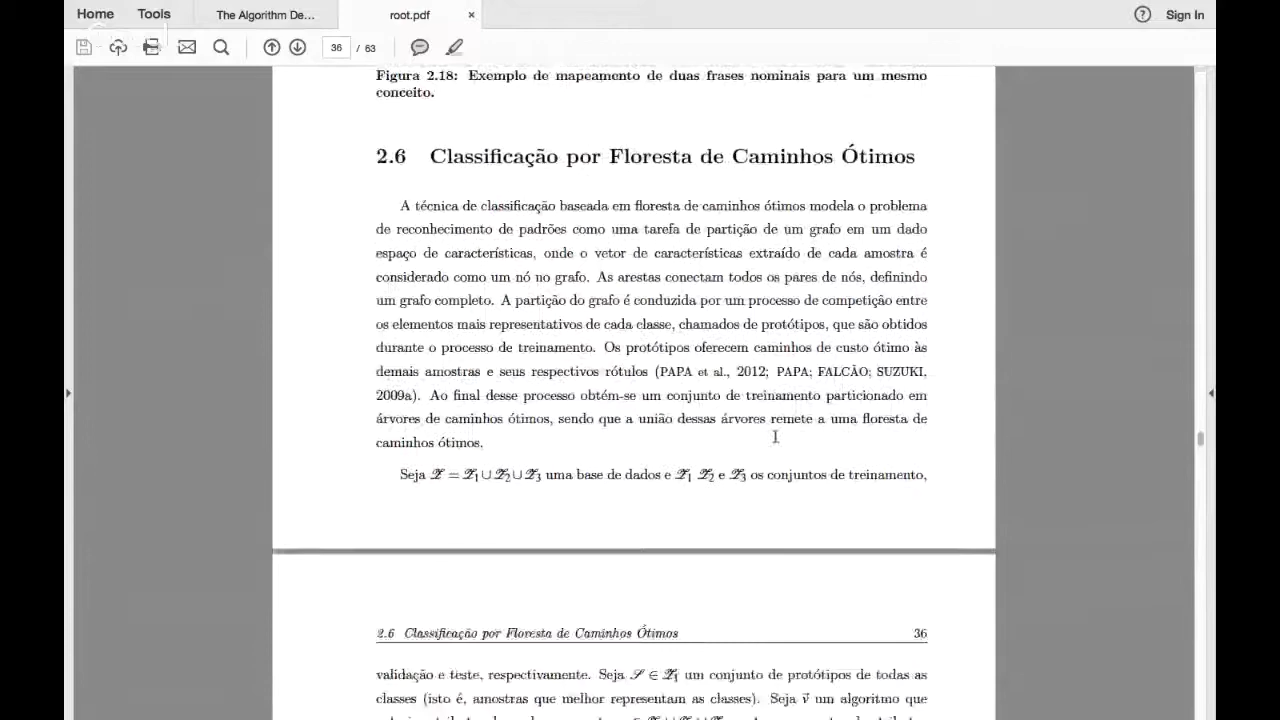 Home Tools The Algorithm De... root.pdf × ? Sign In
36 / 63
Figura 2.18: Exemplo de mapeamento de duas frases nominais para um mesmo
conceito.
2.6 Classificação por Floresta de Caminhos Ótimos
A técnica de classificação baseada em floresta de caminhos ótimos modela o problema
de reconhecimento de padrões como uma tarefa de partição de um grafo em um dado
espaço de características, onde o vetor de características extraído de cada amostra é
considerado como um nó no grafo. As arestas conectam todos os pares de nós, definindo
um grafo completo. A partição do grafo é conduzida por um processo de competição entre
os elementos mais representativos de cada classe, chamados de protótipos, que são obtidos
durante o processo de treinamento. Os protótipos oferecem caminhos de custo ótimo às
demais amostras e seus respectivos rótulos (PAPA et al., 2012; PAPA; FALCÃO; SUZUKI,
2009a). Ao final desse processo obtém-se um conjunto de treinamento particionado em
árvores de caminhos ótimos, sendo que a união dessas árvores remete a uma floresta de
caminhos ótimos.
Seja 𝒵 = 𝒵1 ∪ 𝒵2 ∪ 𝒵3 uma base de dados e 𝒵1 𝒵2 e 𝒵3 os conjuntos de treinamento,
2.6 Classificação por Floresta de Caminhos Ótimos 36
validação e teste, respectivamente. Seja 𝒮 ∈ 𝒵1 um conjunto de protótipos de todas as
classes (isto é, amostras que melhor representam as classes). Seja v⃗ um algoritmo que